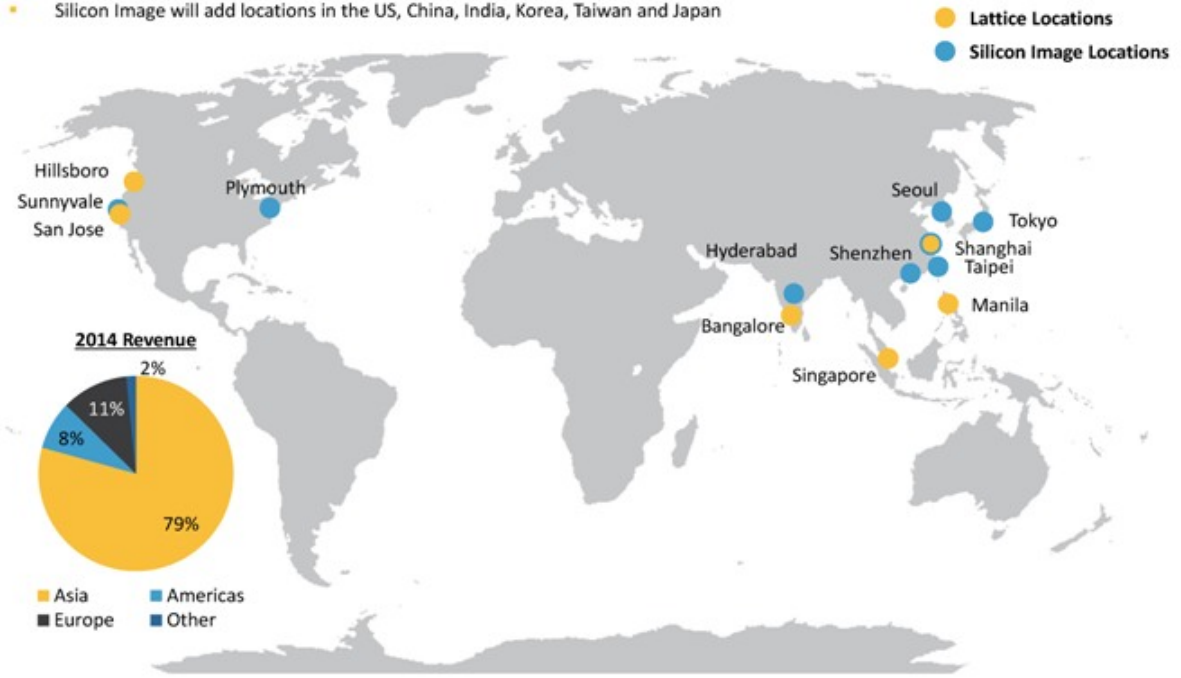 ▪ Silicon Image will add locations in the US, China, India, Korea, Taiwan and Japan
Lattice Locations
Silicon Image Locations
Hillsboro
Sunnyvale
San Jose
Plymouth
Seoul
Tokyo
Hyderabad
Shenzhen
Shanghai
Taipei
Bangalore
Manila
Singapore
2014 Revenue
2%
11%
8%
79%
Asia
Americas
Europe
Other